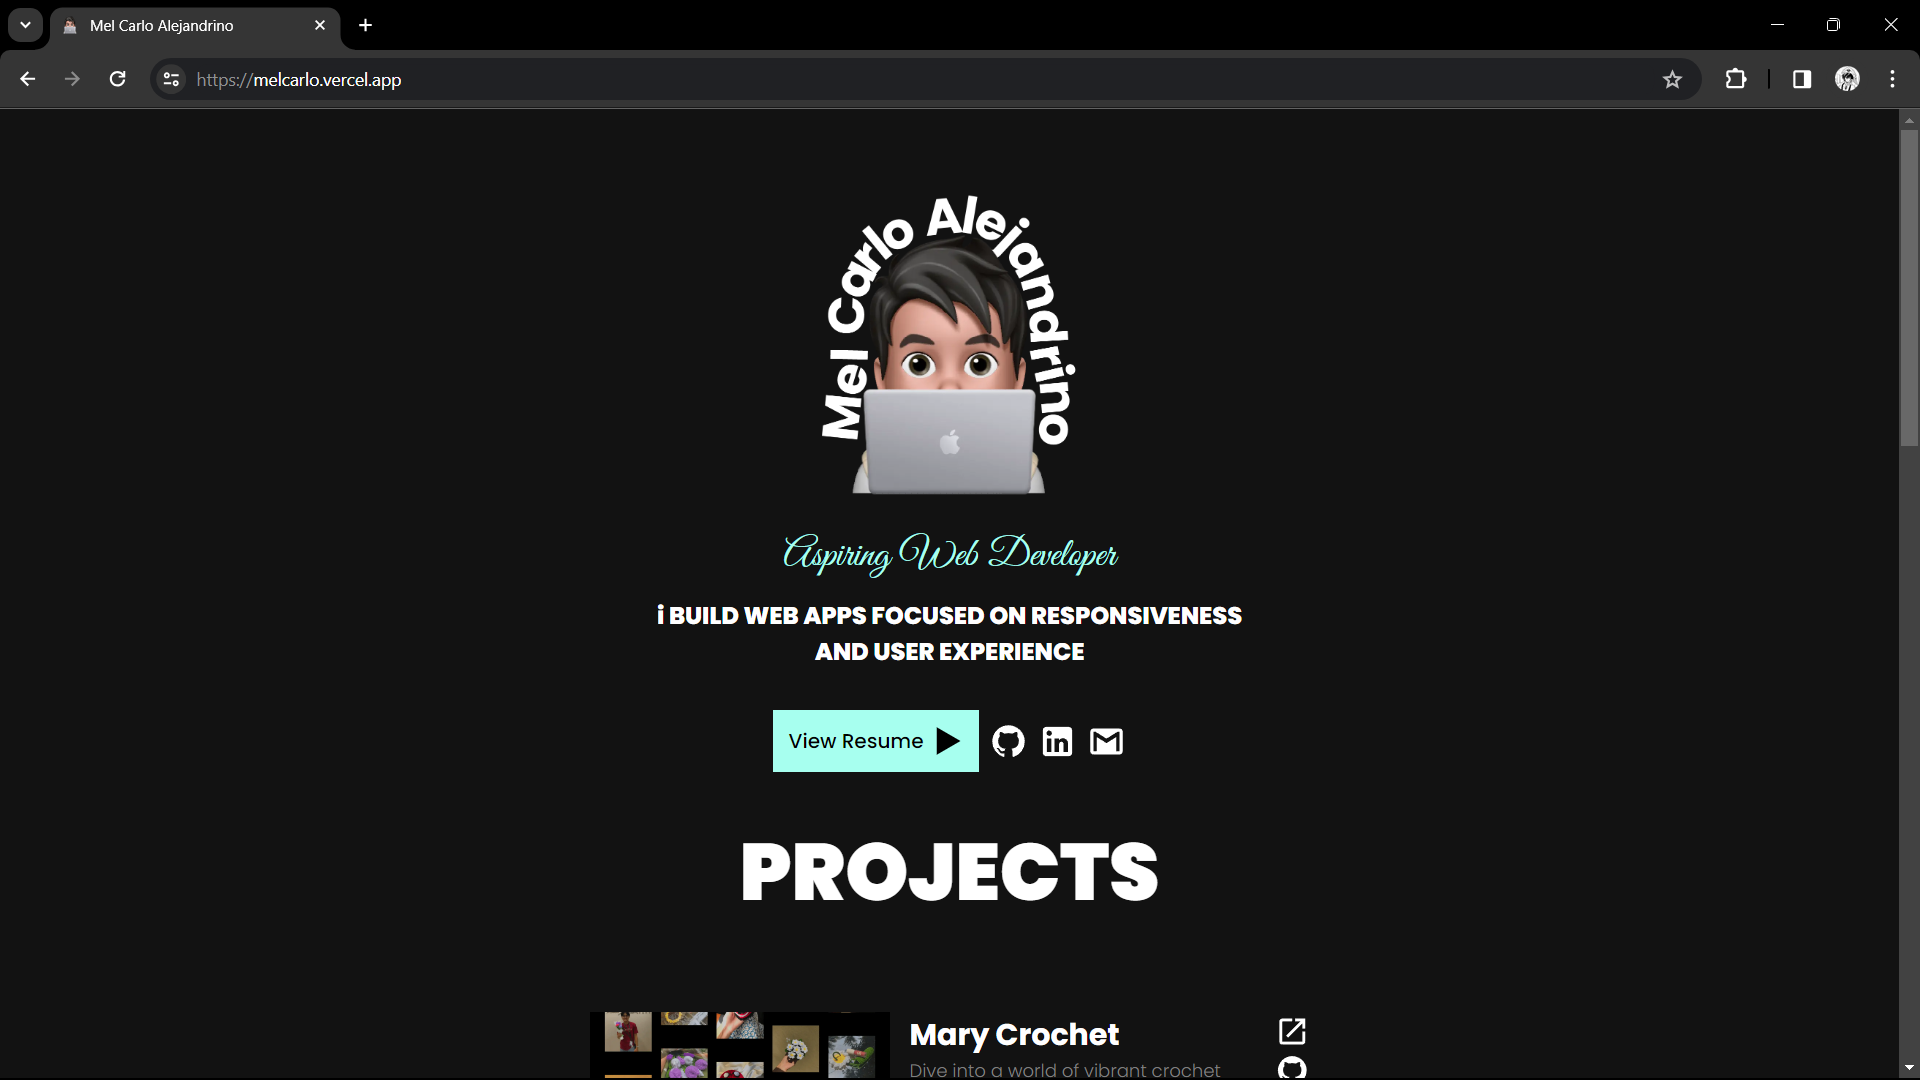 Mel Carlo Alejandrino
https://melcarlo.vercel.app
Mel Carlo Alejandrino
Aspiring Web Developer
i BUILD WEB APPS FOCUSED ON RESPONSIVENESS
AND USER EXPERIENCE
View Resume
in
PROJECTS
Mary Crochet
Dive into a world of vibrant crochet